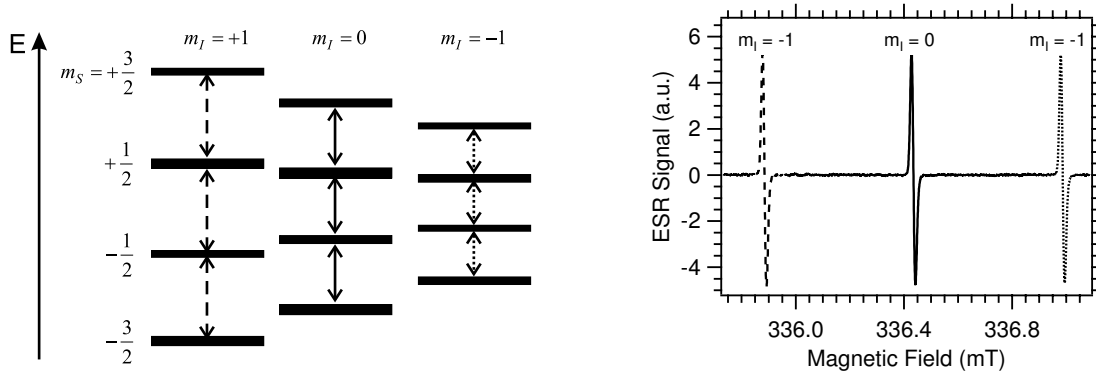 E
m_I = +1
m_I = 0
m_I = −1
m_S = +3/2
+1/2
−1/2
−3/2
m_I = -1
m_I = 0
m_I = -1
ESR Signal (a.u.)
6
4
2
0
-2
-4
336.0
336.4
336.8
Magnetic Field (mT)